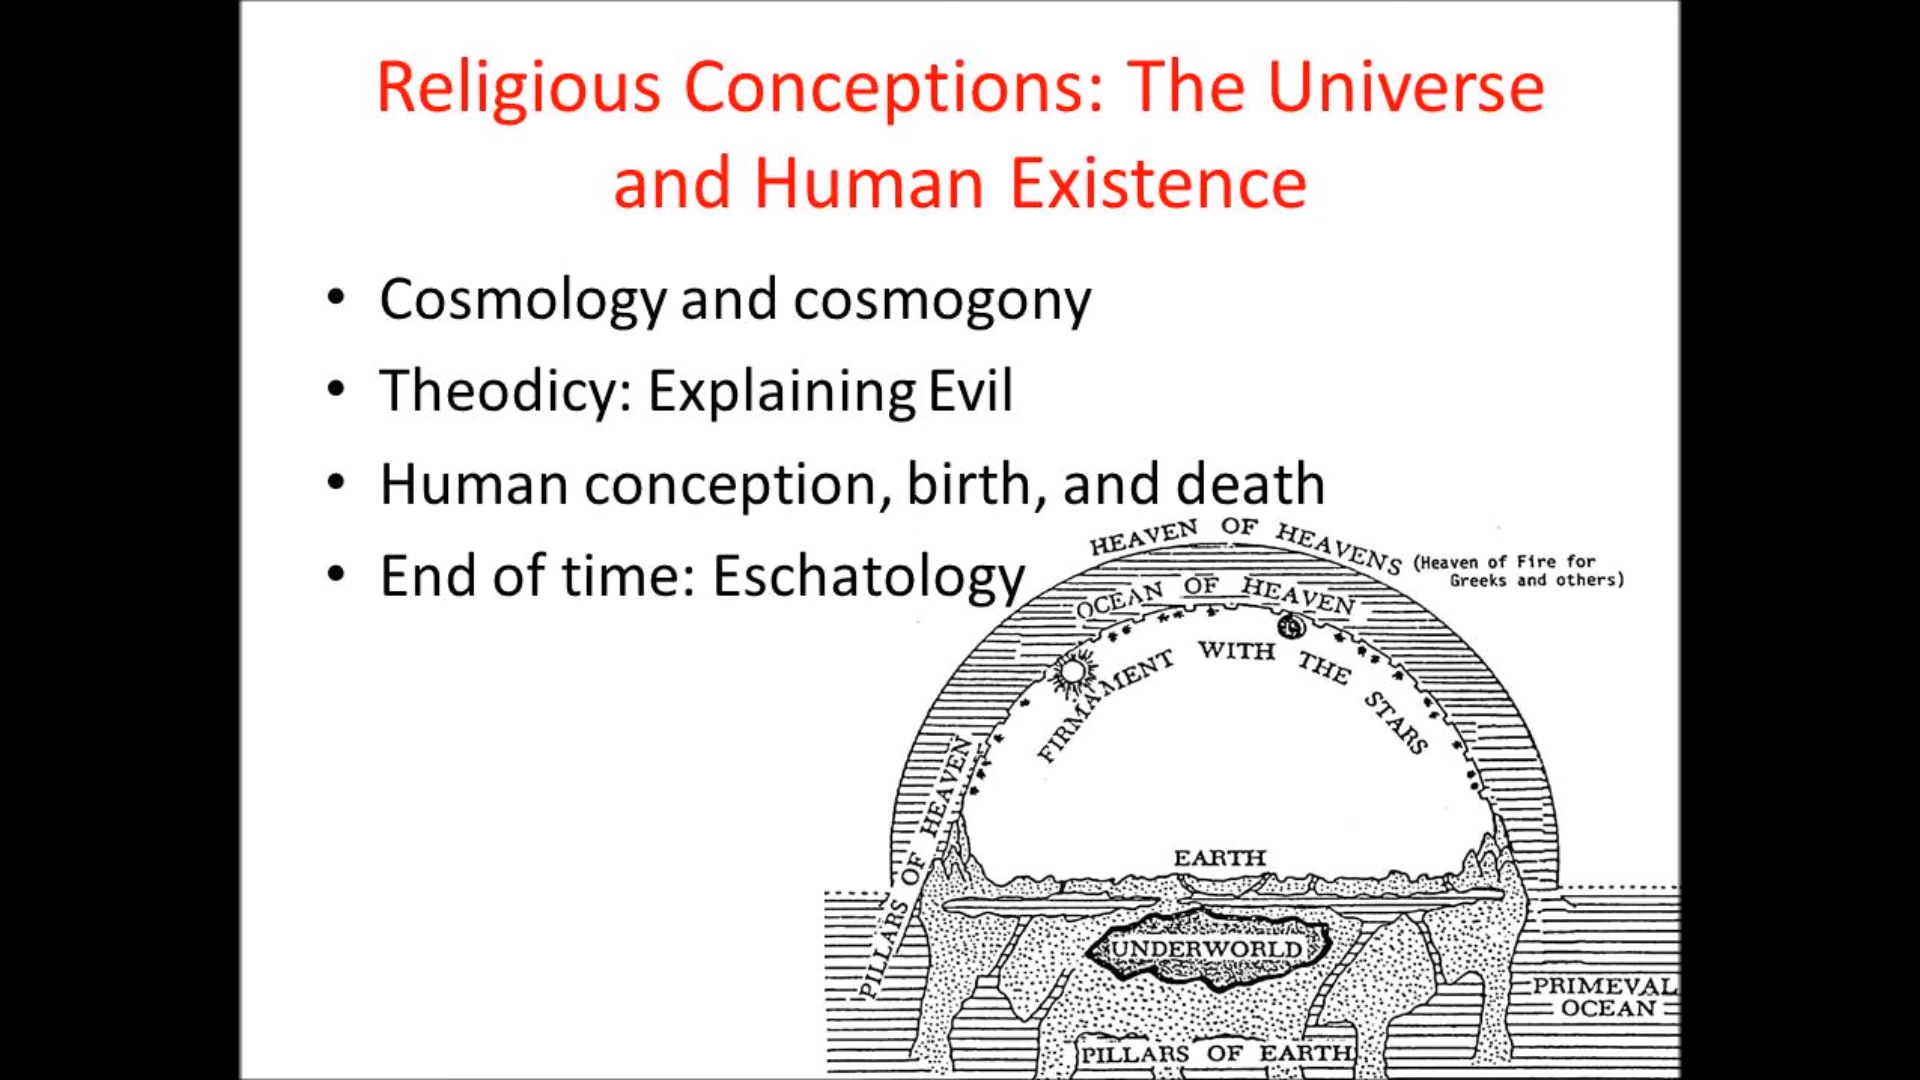 Religious Conceptions: The Universe
and Human Existence
• Cosmology and cosmogony
• Theodicy: Explaining Evil
• Human conception, birth, and death
• End of time: Eschatology
HEAVEN OF HEAVENS
(Heaven of Fire for
Greeks and others)
OCEAN OF HEAVEN
FIRMAMENT WITH THE STARS
PILLARS OF HEAVEN
EARTH
UNDERWORLD
PRIMEVAL
OCEAN
PILLARS OF EARTH